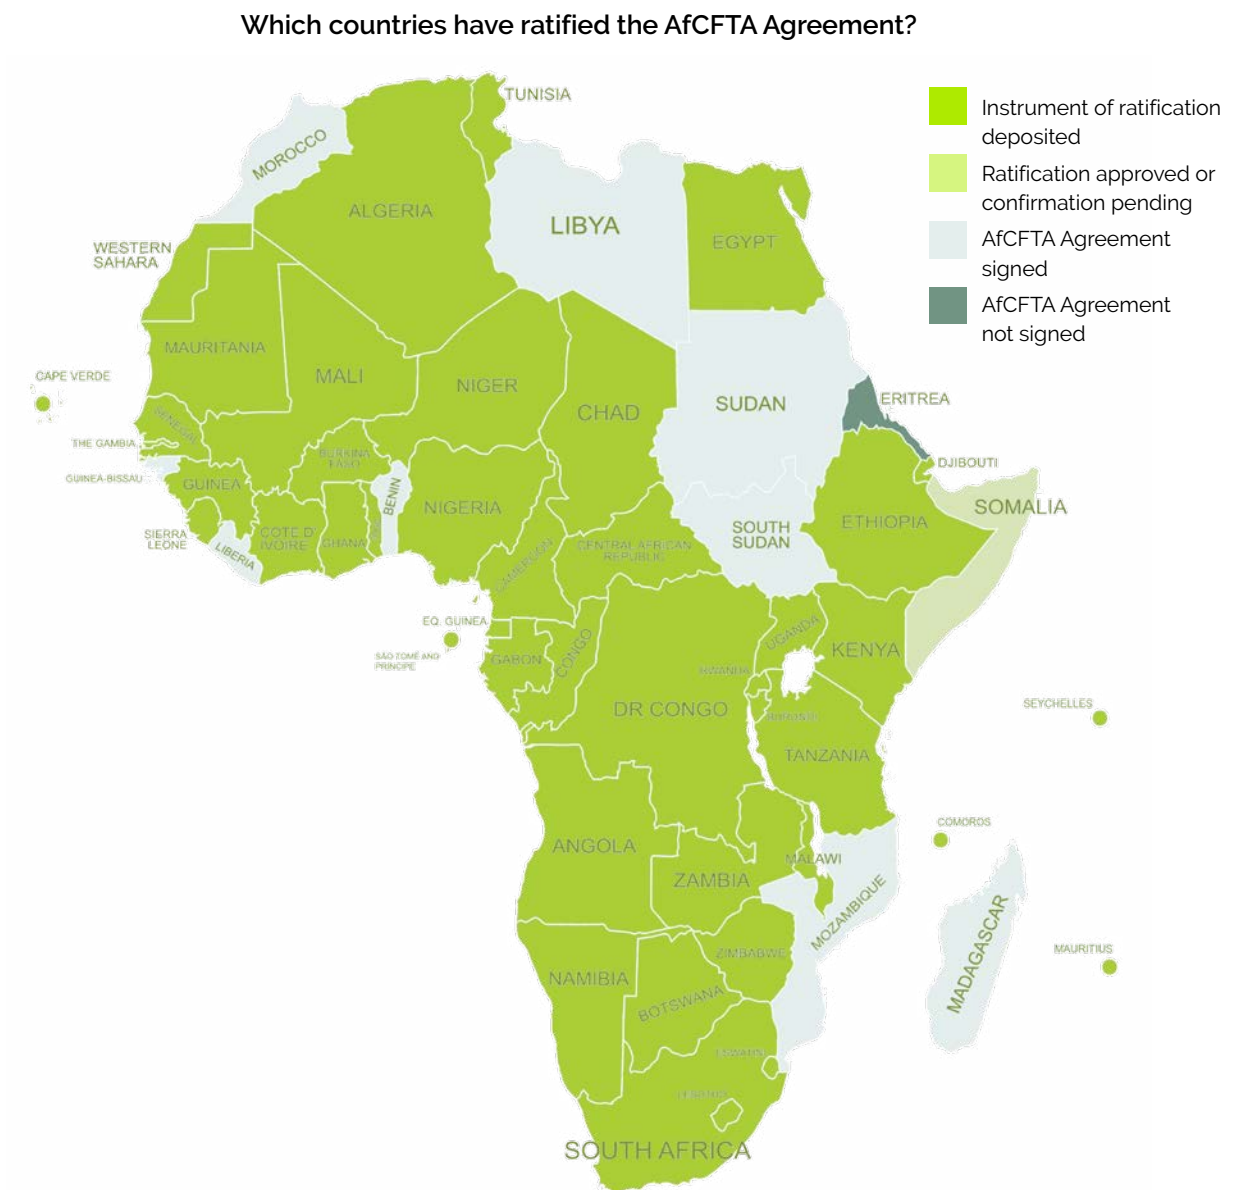 Which countries have ratified the AfCFTA Agreement?
Instrument of ratification
deposited
Ratification approved or
confirmation pending
AfCFTA Agreement
signed
AfCFTA Agreement
not signed
TUNISIA
MOROCCO
ALGERIA
LIBYA
EGYPT
WESTERN
SAHARA
MAURITANIA
MALI
NIGER
CHAD
SUDAN
ERITREA
CAPE VERDE
SENEGAL
THE GAMBIA
GUINEA-BISSAU
GUINEA
BURKINA
FASO
BENIN
NIGERIA
DJIBOUTI
SOMALIA
ETHIOPIA
SOUTH
SUDAN
SIERRA
LEONE
LIBERIA
COTE D'
IVOIRE
GHANA
CAMEROON
CENTRAL AFRICAN
REPUBLIC
EQ. GUINEA
SÃO TOMÉ AND
PRINCIPE
GABON
CONGO
UGANDA
KENYA
RWANDA
DR CONGO
BURUNDI
TANZANIA
SEYCHELLES
COMOROS
ANGOLA
ZAMBIA
MALAWI
MOZAMBIQUE
MADAGASCAR
MAURITIUS
ZIMBABWE
NAMIBIA
BOTSWANA
ESWATINI
LESOTHO
SOUTH AFRICA